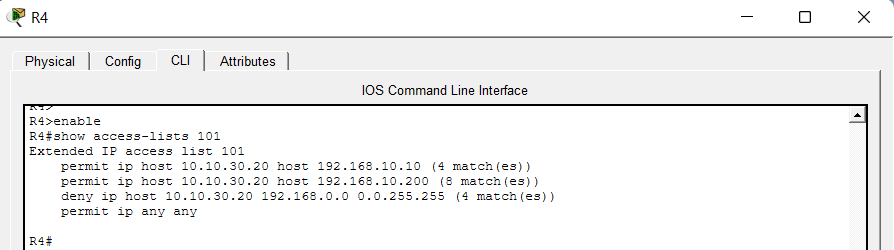 R4
Physical Config CLI Attributes
IOS Command Line Interface
R4>
R4>enable
R4#show access-lists 101
Extended IP access list 101
    permit ip host 10.10.30.20 host 192.168.10.10 (4 match(es))
    permit ip host 10.10.30.20 host 192.168.10.200 (8 match(es))
    deny ip host 10.10.30.20 192.168.0.0 0.0.255.255 (4 match(es))
    permit ip any any
R4#